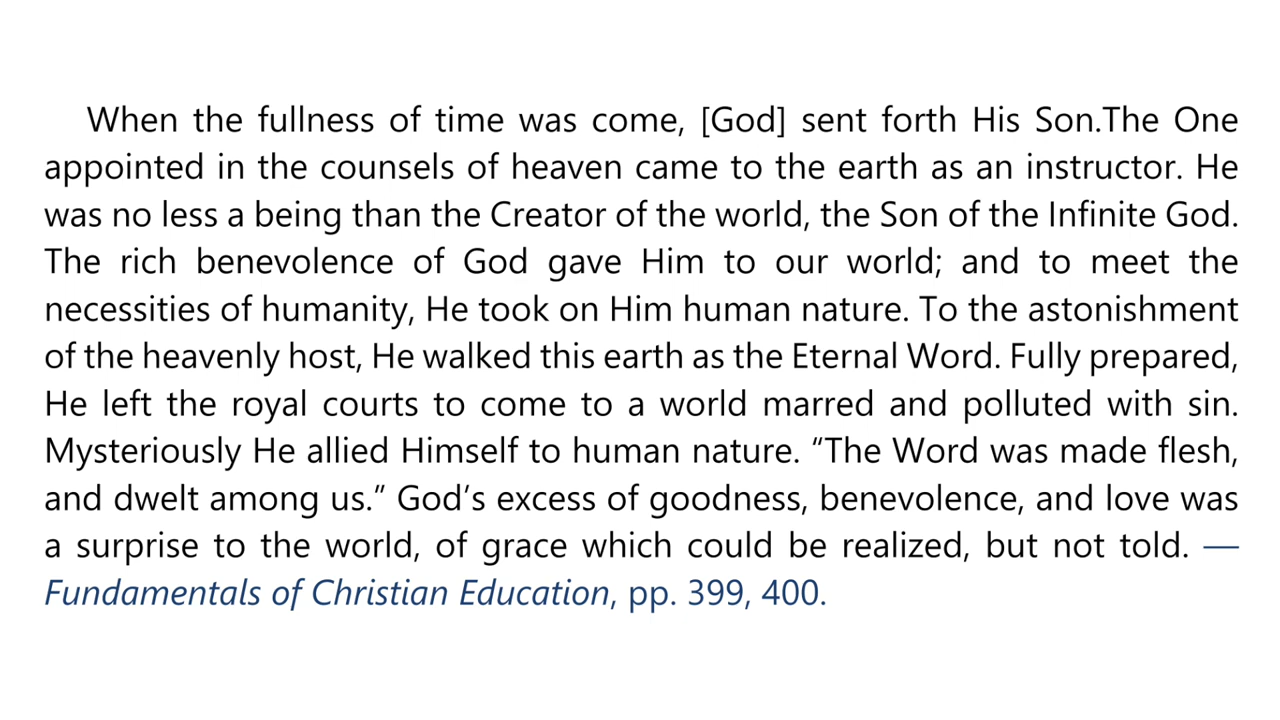 When the fullness of time was come, [God] sent forth His Son.The One
appointed in the counsels of heaven came to the earth as an instructor. He
was no less a being than the Creator of the world, the Son of the Infinite God.
The rich benevolence of God gave Him to our world; and to meet the
necessities of humanity, He took on Him human nature. To the astonishment
of the heavenly host, He walked this earth as the Eternal Word. Fully prepared,
He left the royal courts to come to a world marred and polluted with sin.
Mysteriously He allied Himself to human nature. “The Word was made flesh,
and dwelt among us.” God’s excess of goodness, benevolence, and love was
a surprise to the world, of grace which could be realized, but not told. —
Fundamentals of Christian Education, pp. 399, 400.